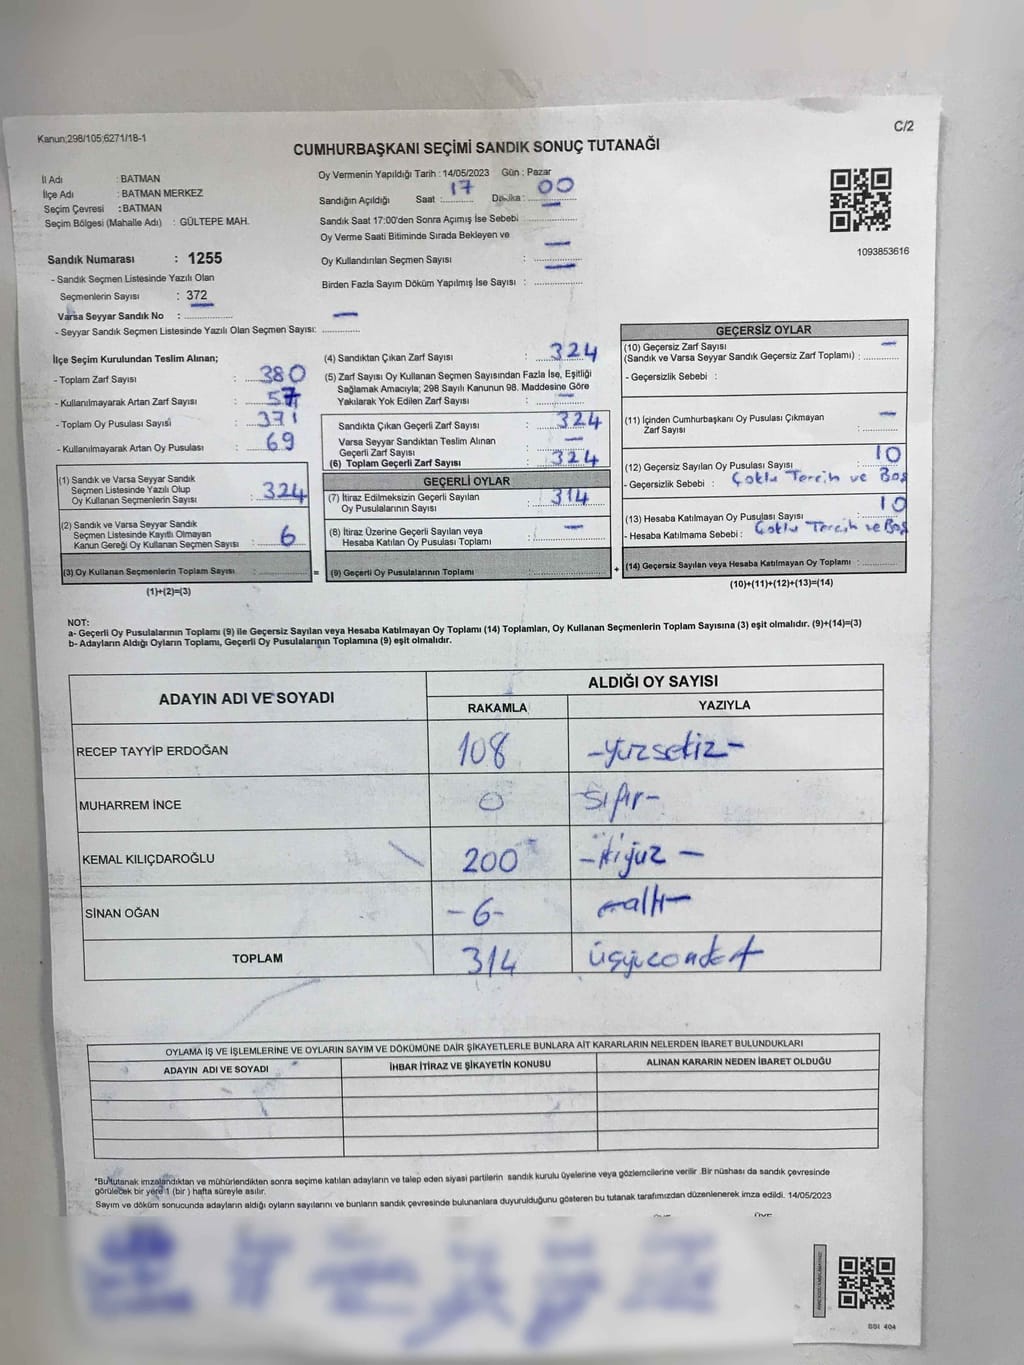 Kanun;298/105;6271/18-1
C/2
CUMHURBAŞKANI SEÇİMİ SANDIK SONUÇ TUTANAĞI
İl Adı : BATMAN
İlçe Adı : BATMAN MERKEZ
Seçim Çevresi : BATMAN
Seçim Bölgesi (Mahalle Adı) : GÜLTEPE MAH.
Sandık Numarası : 1255
- Sandık Seçmen Listesinde Yazılı Olan
Seçmenlerin Sayısı : 372
Varsa Seyyar Sandık No : —
- Seyyar Sandık Seçmen Listesinde Yazılı Olan Seçmen Sayısı:
Oy Vermenin Yapıldığı Tarih : 14/05/2023 Gün : Pazar
Sandığın Açıldığı Saat : 17 Dakika : 00
Sandık Saat 17:00'den Sonra Açımış İse Sebebi : —
Oy Verme Saati Bitiminde Sırada Bekleyen ve
Oy Kullandırılan Seçmen Sayısı : —
Birden Fazla Sayım Döküm Yapılmış İse Sayısı : —
1093853616
İlçe Seçim Kurulundan Teslim Alınan;
- Toplam Zarf Sayısı : 380
- Kullanılmayarak Artan Zarf Sayısı : 57
- Toplam Oy Pusulası Sayısı : 371
- Kullanılmayarak Artan Oy Pusulası : 69
(1) Sandık ve Varsa Seyyar Sandık
Seçmen Listesinde Yazılı Olup
Oy Kullanan Seçmenlerin Sayısı : 324
(2) Sandık ve Varsa Seyyar Sandık
Seçmen Listesinde Kayıtlı Olmayan
Kanun Gereği Oy Kullanan Seçmen Sayısı : 6
(3) Oy Kullanan Seçmenlerin Toplam Sayısı :
(1)+(2)=(3)
(4) Sandıktan Çıkan Zarf Sayısı : 324
(5) Zarf Sayısı Oy Kullanan Seçmen Sayısından Fazla İse, Eşitliği
Sağlamak Amacıyla; 298 Sayılı Kanunun 98. Maddesine Göre
Yakılarak Yok Edilen Zarf Sayısı : —
Sandıkta Çıkan Geçerli Zarf Sayısı : 324
Varsa Seyyar Sandıktan Teslim Alınan
Geçerli Zarf Sayısı : —
(6) Toplam Geçerli Zarf Sayısı : 324
GEÇERLİ OYLAR
(7) İtiraz Edilmeksizin Geçerli Sayılan
Oy Pusulalarının Sayısı : 314
(8) İtiraz Üzerine Geçerli Sayılan veya
Hesaba Katılan Oy Pusulası Toplamı : —
= (9) Geçerli Oy Pusulalarının Toplamı :
GEÇERSİZ OYLAR
(10) Geçersiz Zarf Sayısı —
(Sandık ve Varsa Seyyar Sandık Geçersiz Zarf Toplamı) :
- Geçersizlik Sebebi :
(11) İçinden Cumhurbaşkanı Oy Pusulası Çıkmayan
Zarf Sayısı : —
(12) Geçersiz Sayılan Oy Pusulası Sayısı : 10
- Geçersizlik Sebebi : Çoklu Tercih ve Boş
(13) Hesaba Katılmayan Oy Pusulası Sayısı : 10
- Hesaba Katılmama Sebebi : Çoklu Tercih ve Boş
+ (14) Geçersiz Sayılan veya Hesaba Katılmayan Oy Toplamı :
(10)+(11)+(12)+(13)=(14)
NOT:
a- Geçerli Oy Pusulalarının Toplamı (9) ile Geçersiz Sayılan veya Hesaba Katılmayan Oy Toplamı (14) Toplamları, Oy Kullanan Seçmenlerin Toplam Sayısına (3) eşit olmalıdır. (9)+(14)=(3)
b- Adayların Aldığı Oyların Toplamı, Geçerli Oy Pusulalarının Toplamına (9) eşit olmalıdır.
ADAYIN ADI VE SOYADI ALDIĞI OY SAYISI
RAKAMLA YAZIYLA
RECEP TAYYİP ERDOĞAN 108 -yüzsekiz-
MUHARREM İNCE 0 sıfır-
KEMAL KILIÇDAROĞLU 200 -ikiyüz-
SİNAN OĞAN -6- -altı-
TOPLAM 314 üçyüzondört
OYLAMA İŞ VE İŞLEMLERİNE VE OYLARIN SAYIM VE DÖKÜMÜNE DAİR ŞİKAYETLERLE BUNLARA AİT KARARLARIN NELERDEN İBARET BULUNDUKLARI
ADAYIN ADI VE SOYADI İHBAR İTİRAZ VE ŞİKAYETİN KONUSU ALINAN KARARIN NEDEN İBARET OLDUĞU
*Bu tutanak imzalandıktan ve mühürlendikten sonra seçime katılan adayların ve talep eden siyasi partilerin sandık kurulu üyelerine veya gözlemcilerine verilir .Bir nüshası da sandık çevresinde
görülecek bir yere 1 (bir ) hafta süreyle asılır.
Sayım ve döküm sonucunda adayların aldığı oyların sayılarını ve bunların sandık çevresinde bulunanlara duyurulduğunu gösteren bu tutanak tarafımızdan düzenlenerek imza edildi. 14/05/2023
SSI 404